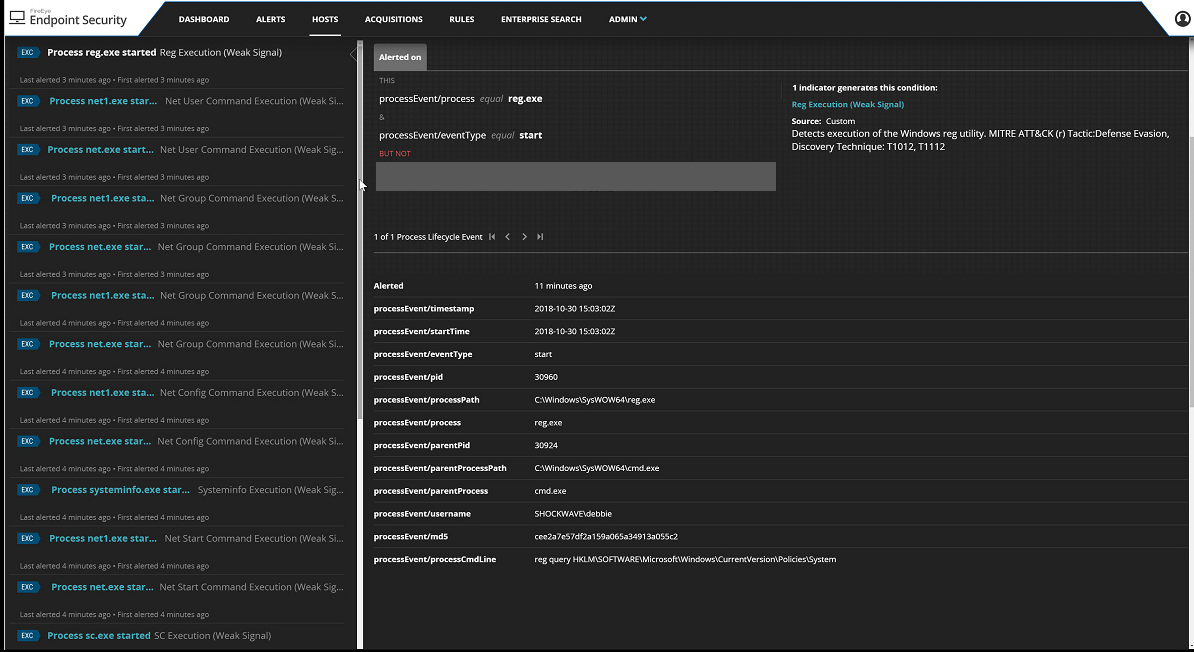 FireEye
Endpoint Security
DASHBOARD ALERTS HOSTS ACQUISITIONS RULES ENTERPRISE SEARCH ADMIN
EXC Process reg.exe started Reg Execution (Weak Signal)
Last alerted 3 minutes ago • First alerted 3 minutes ago
EXC Process net1.exe star... Net User Command Execution (Weak Si...
Last alerted 3 minutes ago • First alerted 3 minutes ago
EXC Process net.exe start... Net User Command Execution (Weak Sig...
Last alerted 3 minutes ago • First alerted 3 minutes ago
EXC Process net1.exe sta... Net Group Command Execution (Weak S...
Last alerted 3 minutes ago • First alerted 3 minutes ago
EXC Process net.exe star... Net Group Command Execution (Weak Si...
Last alerted 3 minutes ago • First alerted 3 minutes ago
EXC Process net1.exe sta... Net Group Command Execution (Weak S...
Last alerted 4 minutes ago • First alerted 4 minutes ago
EXC Process net.exe star... Net Group Command Execution (Weak Si...
Last alerted 4 minutes ago • First alerted 4 minutes ago
EXC Process net1.exe sta... Net Config Command Execution (Weak S...
Last alerted 4 minutes ago • First alerted 4 minutes ago
EXC Process net.exe star... Net Config Command Execution (Weak Si...
Last alerted 4 minutes ago • First alerted 4 minutes ago
EXC Process systeminfo.exe star... Systeminfo Execution (Weak Sig...
Last alerted 4 minutes ago • First alerted 4 minutes ago
EXC Process net1.exe star... Net Start Command Execution (Weak Si...
Last alerted 4 minutes ago • First alerted 4 minutes ago
EXC Process net.exe star... Net Start Command Execution (Weak Sig...
Last alerted 4 minutes ago • First alerted 4 minutes ago
EXC Process sc.exe started SC Execution (Weak Signal)
Alerted on
THIS
processEvent/process equal reg.exe
&
processEvent/eventType equal start
BUT NOT
1 indicator generates this condition:
Reg Execution (Weak Signal)
Source: Custom
Detects execution of the Windows reg utility. MITRE ATT&CK (r) Tactic:Defense Evasion,
Discovery Technique: T1012, T1112
1 of 1 Process Lifecycle Event
Alerted 11 minutes ago
processEvent/timestamp 2018-10-30 15:03:02Z
processEvent/startTime 2018-10-30 15:03:02Z
processEvent/eventType start
processEvent/pid 30960
processEvent/processPath C:\Windows\SysWOW64\reg.exe
processEvent/process reg.exe
processEvent/parentPid 30924
processEvent/parentProcessPath C:\Windows\SysWOW64\cmd.exe
processEvent/parentProcess cmd.exe
processEvent/username SHOCKWAVE\debbie
processEvent/md5 cee2a7e57df2a159a065a34913a055c2
processEvent/processCmdLine reg query HKLM\SOFTWARE\Microsoft\Windows\CurrentVersion\Policies\System